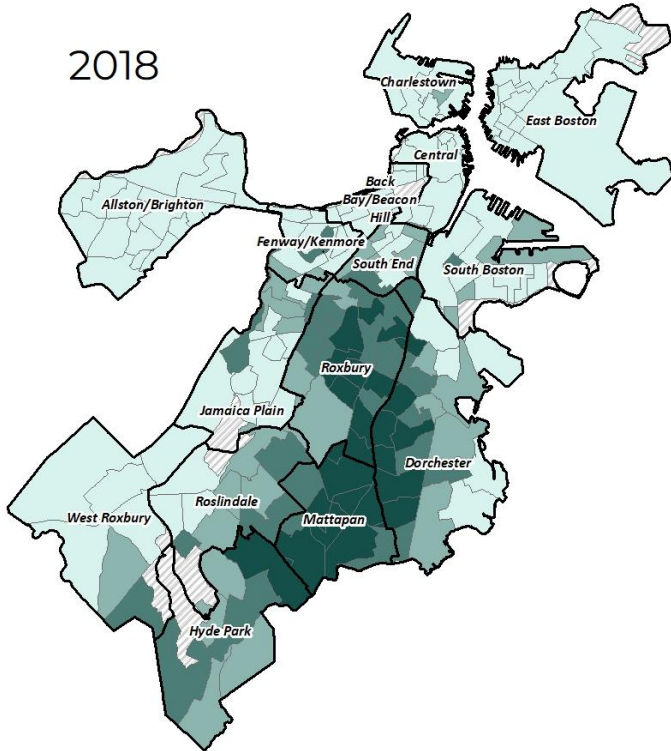 2018
Charlestown
East Boston
Central
Back
Bay/Beacon
Hill
Allston/Brighton
Fenway/Kenmore
South End
South Boston
Roxbury
Jamaica Plain
Dorchester
Roslindale
West Roxbury
Mattapan
Hyde Park